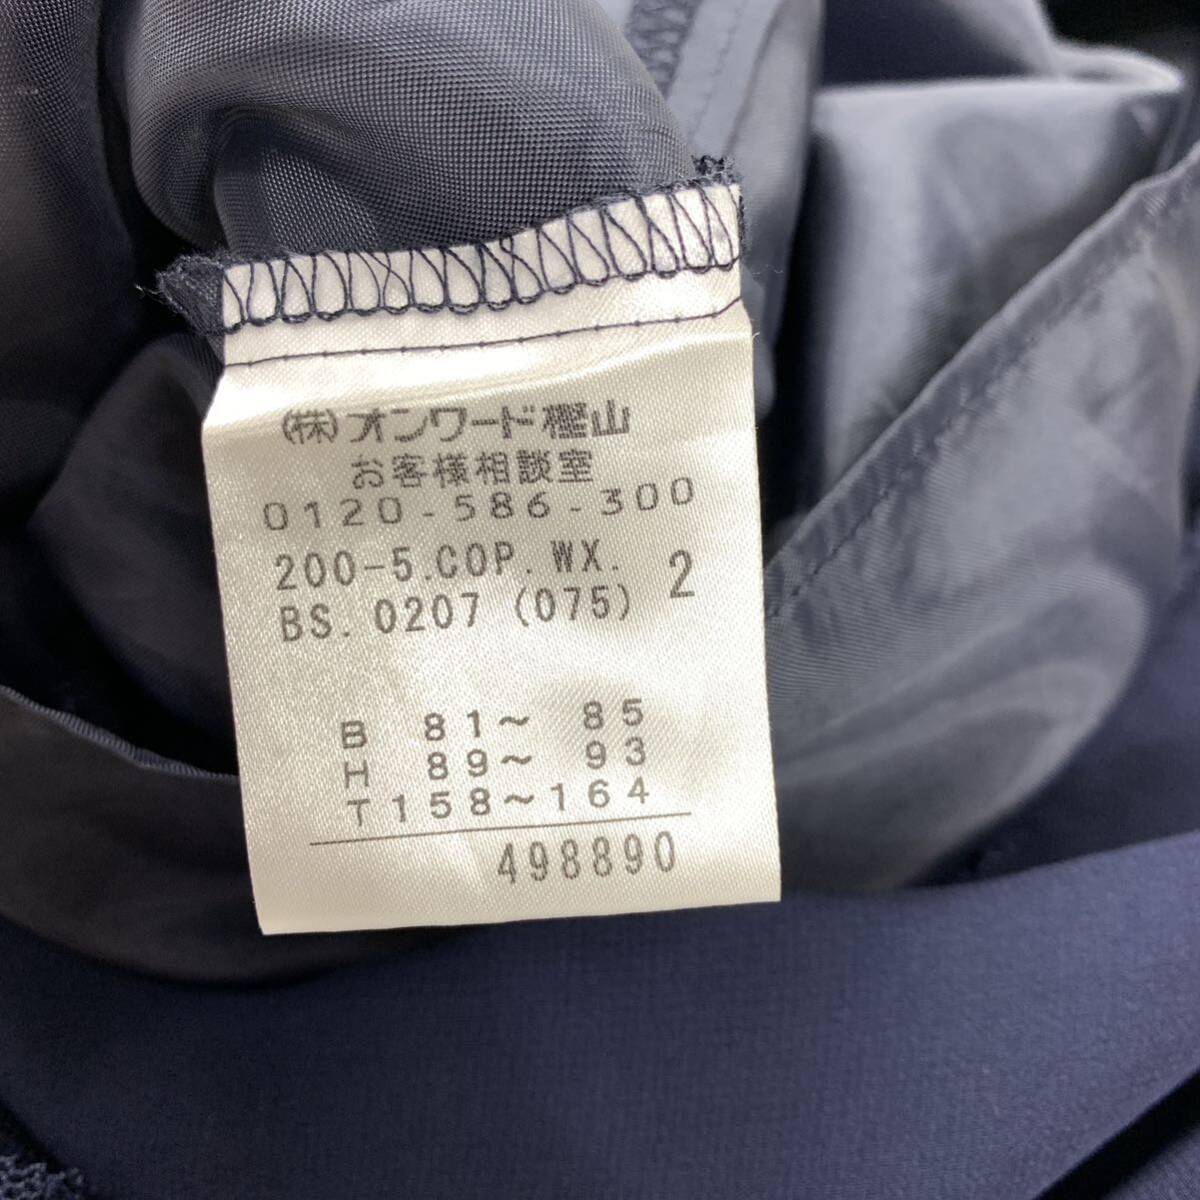 (株)オンワード樫山
お客様相談室
0120-586-300
200-5.COP.WX. 2
BS.0207(075)
B 81～ 85
H 89～ 93
T158～164
498890